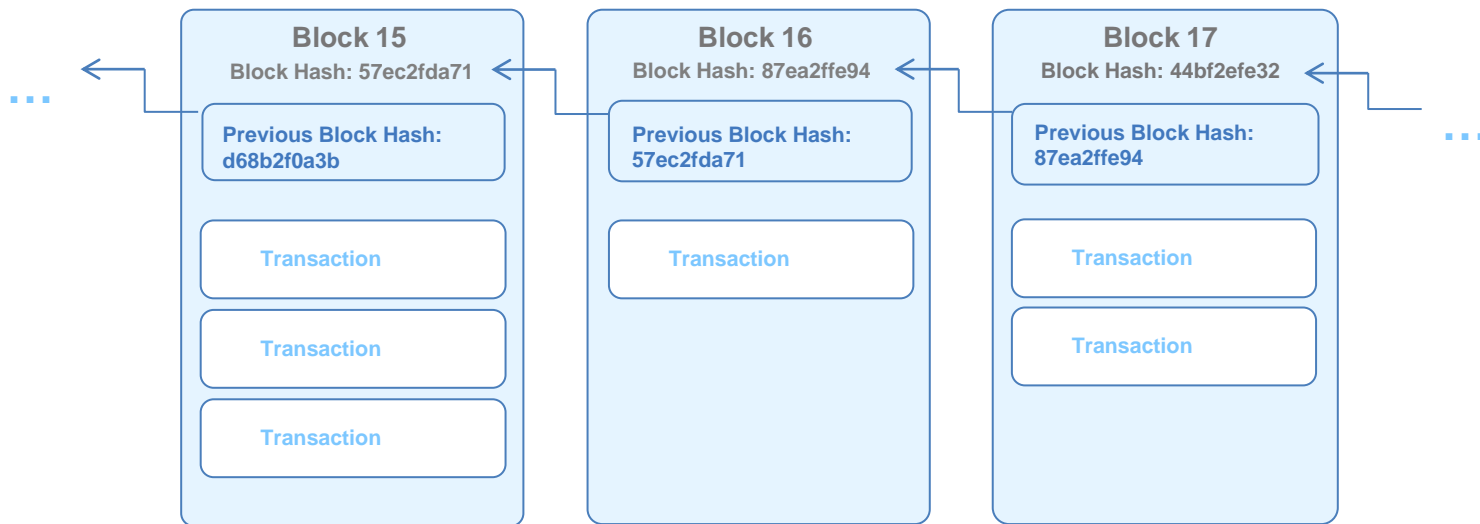 ...
Block 15
Block Hash: 57ec2fda71
Previous Block Hash:
d68b2f0a3b
Transaction
Transaction
Transaction
Block 16
Block Hash: 87ea2ffe94
Previous Block Hash:
57ec2fda71
Transaction
Block 17
Block Hash: 44bf2efe32
Previous Block Hash:
87ea2ffe94
Transaction
Transaction
...